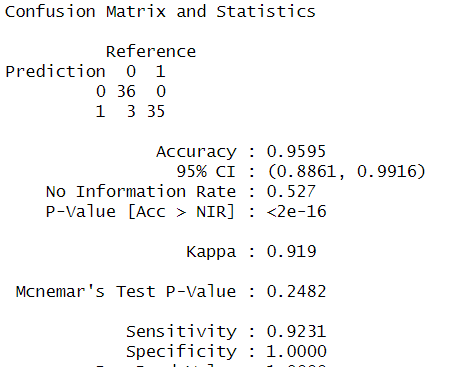 Confusion Matrix and Statistics
Reference
Prediction 0 1
0 36 0
1 3 35
Accuracy : 0.9595
95% CI : (0.8861, 0.9916)
No Information Rate : 0.527
P-Value [Acc > NIR] : <2e-16
Kappa : 0.919
Mcnemar's Test P-Value : 0.2482
Sensitivity : 0.9231
Specificity : 1.0000